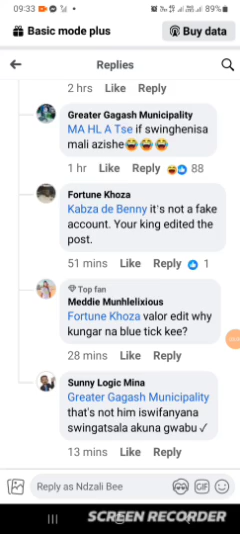 09:33
89%
Basic mode plus
Buy data
Replies
2 hrs Like Reply
Greater Gagash Municipality
MA HL A Tse if swinghenisa
mali azishe😂😂😂
1 hr Like Reply 88
Fortune Khoza
Kabza de Benny it's not a fake
account. Your king edited the
post.
51 mins Like Reply 1
Top fan
Meddie Munhlelixious
Fortune Khoza valor edit why
kungar na blue tick kee?
28 mins Like Reply
Sunny Logic Mina
Greater Gagash Municipality
that's not him iswifanyana
swingatsala akuna gwabu ✓
13 mins Like Reply
Reply as Ndzali Bee
GIF
SCREEN RECORDER